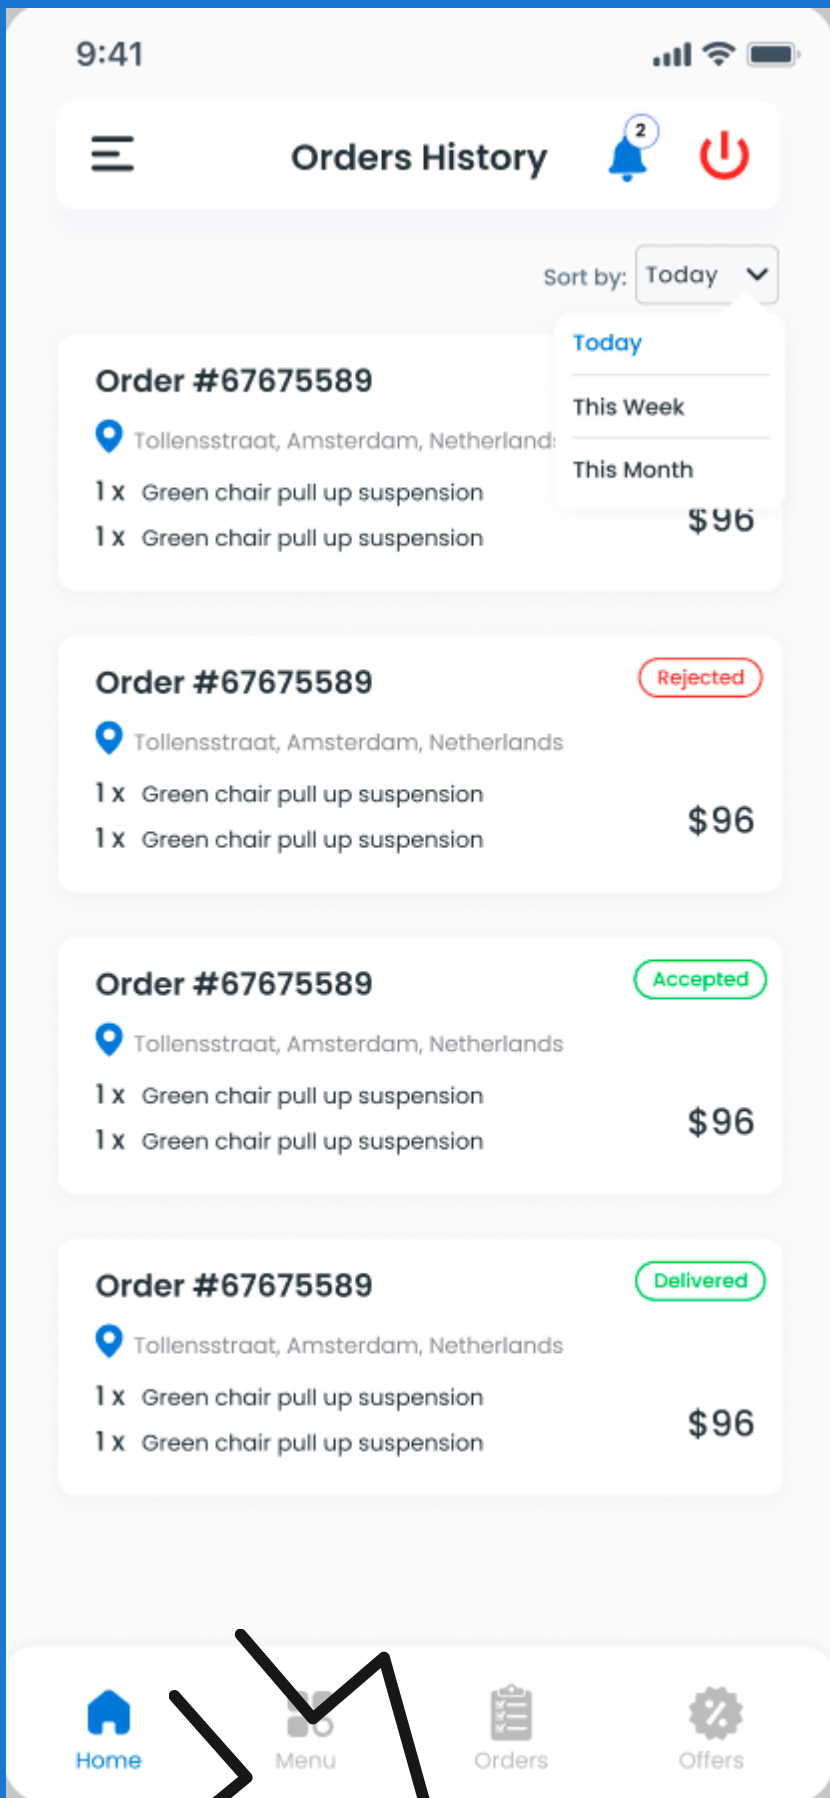 9:41
Orders History
2
Sort by: Today
Today
This Week
This Month
Order #67675589
Tollensstraat, Amsterdam, Netherlands
1 x Green chair pull up suspension
1 x Green chair pull up suspension
$96
Order #67675589
Rejected
Tollensstraat, Amsterdam, Netherlands
1 x Green chair pull up suspension
1 x Green chair pull up suspension
$96
Order #67675589
Accepted
Tollensstraat, Amsterdam, Netherlands
1 x Green chair pull up suspension
1 x Green chair pull up suspension
$96
Order #67675589
Delivered
Tollensstraat, Amsterdam, Netherlands
1 x Green chair pull up suspension
1 x Green chair pull up suspension
$96
Home Menu Orders Offers